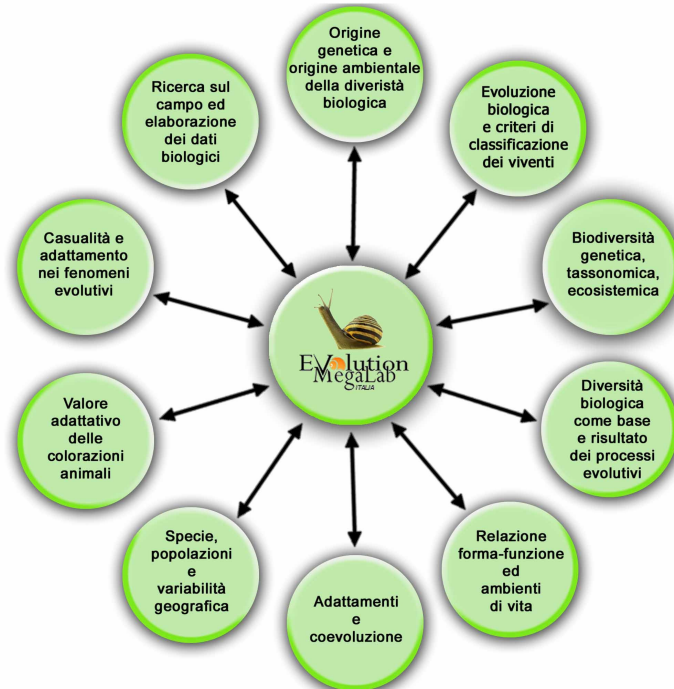 Origine
genetica e
origine ambientale
della diveristà
biologica
Evoluzione
biologica
e criteri di
classificazione
dei viventi
Biodiversità
genetica,
tassonomica,
ecosistemica
Diversità
biologica
come base
e risultato
dei processi
evolutivi
Relazione
forma-funzione
ed
ambienti
di vita
Adattamenti
e
coevoluzione
Specie,
popolazioni
e
variabilità
geografica
Valore
adattativo
delle
colorazioni
animali
Casualità e
adattamento
nei fenomeni
evolutivi
Ricerca sul
campo ed
elaborazione
dei dati
biologici
Evolution
MegaLab
ITALIA